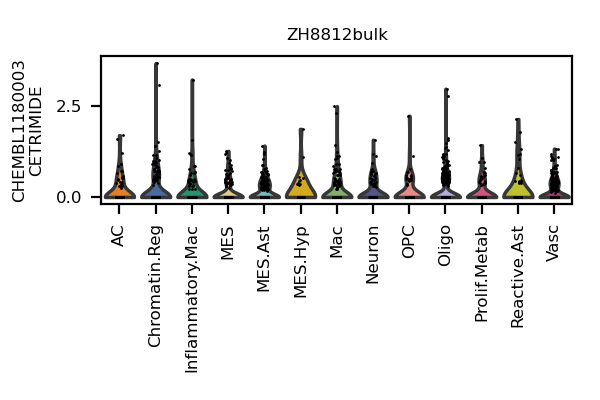 ZH8812bulk
CHEMBL1180003
CETRIMIDE
2.5
0.0
AC
Chromatin.Reg
Inflammatory.Mac
MES
MES.Ast
MES.Hyp
Mac
Neuron
OPC
Oligo
Prolif.Metab
Reactive.Ast
Vasc